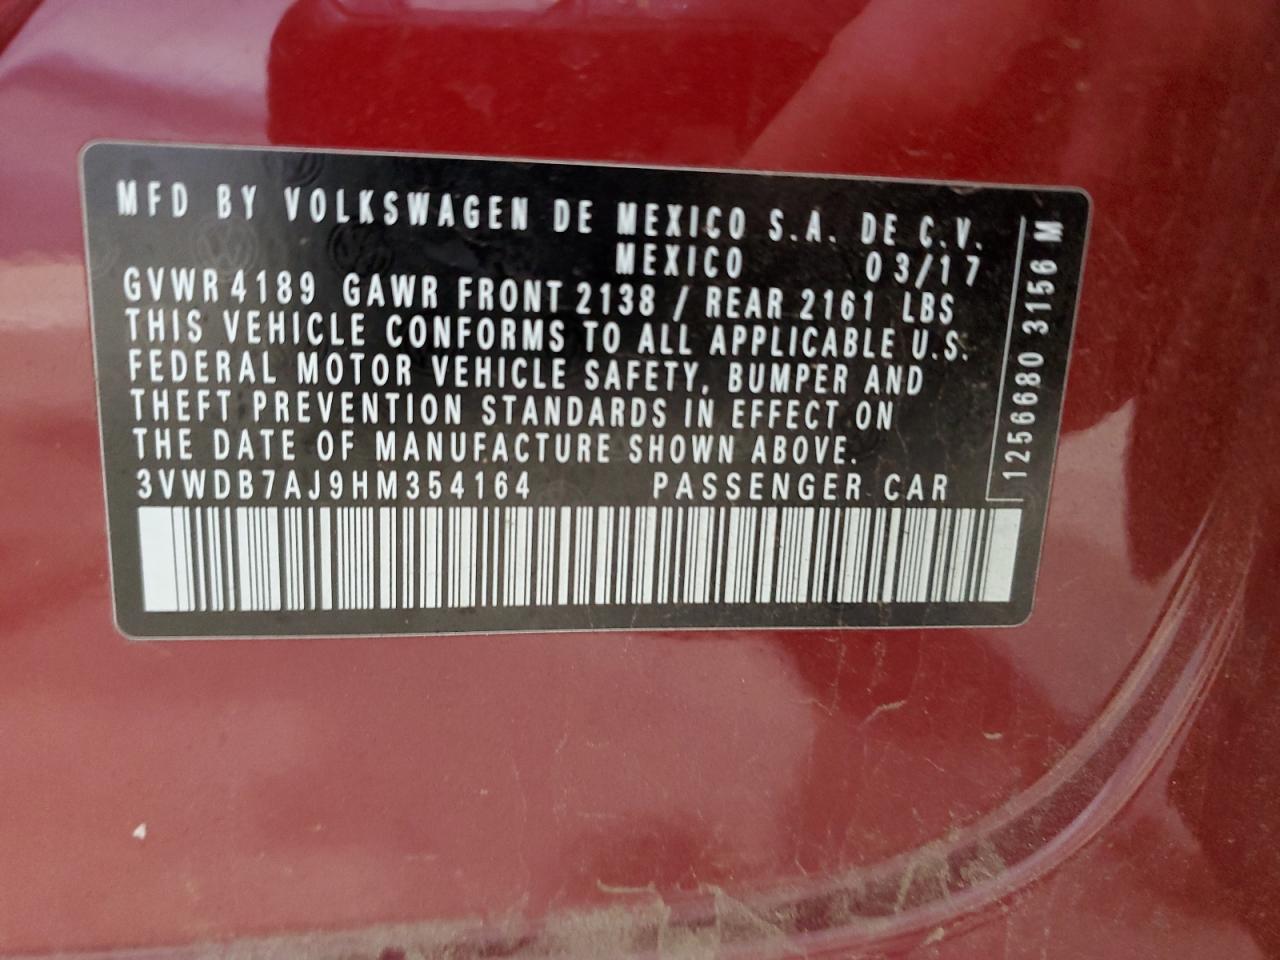 MFD BY VOLKSWAGEN DE MEXICO S.A. DE C.V.
MEXICO 03/17
GVWR 4189 GAWR FRONT 2138 / REAR 2161 LBS
THIS VEHICLE CONFORMS TO ALL APPLICABLE U.S.
FEDERAL MOTOR VEHICLE SAFETY, BUMPER AND
THEFT PREVENTION STANDARDS IN EFFECT ON
THE DATE OF MANUFACTURE SHOWN ABOVE.
3VWDB7AJ9HM354164 PASSENGER CAR
1256680 3156 M